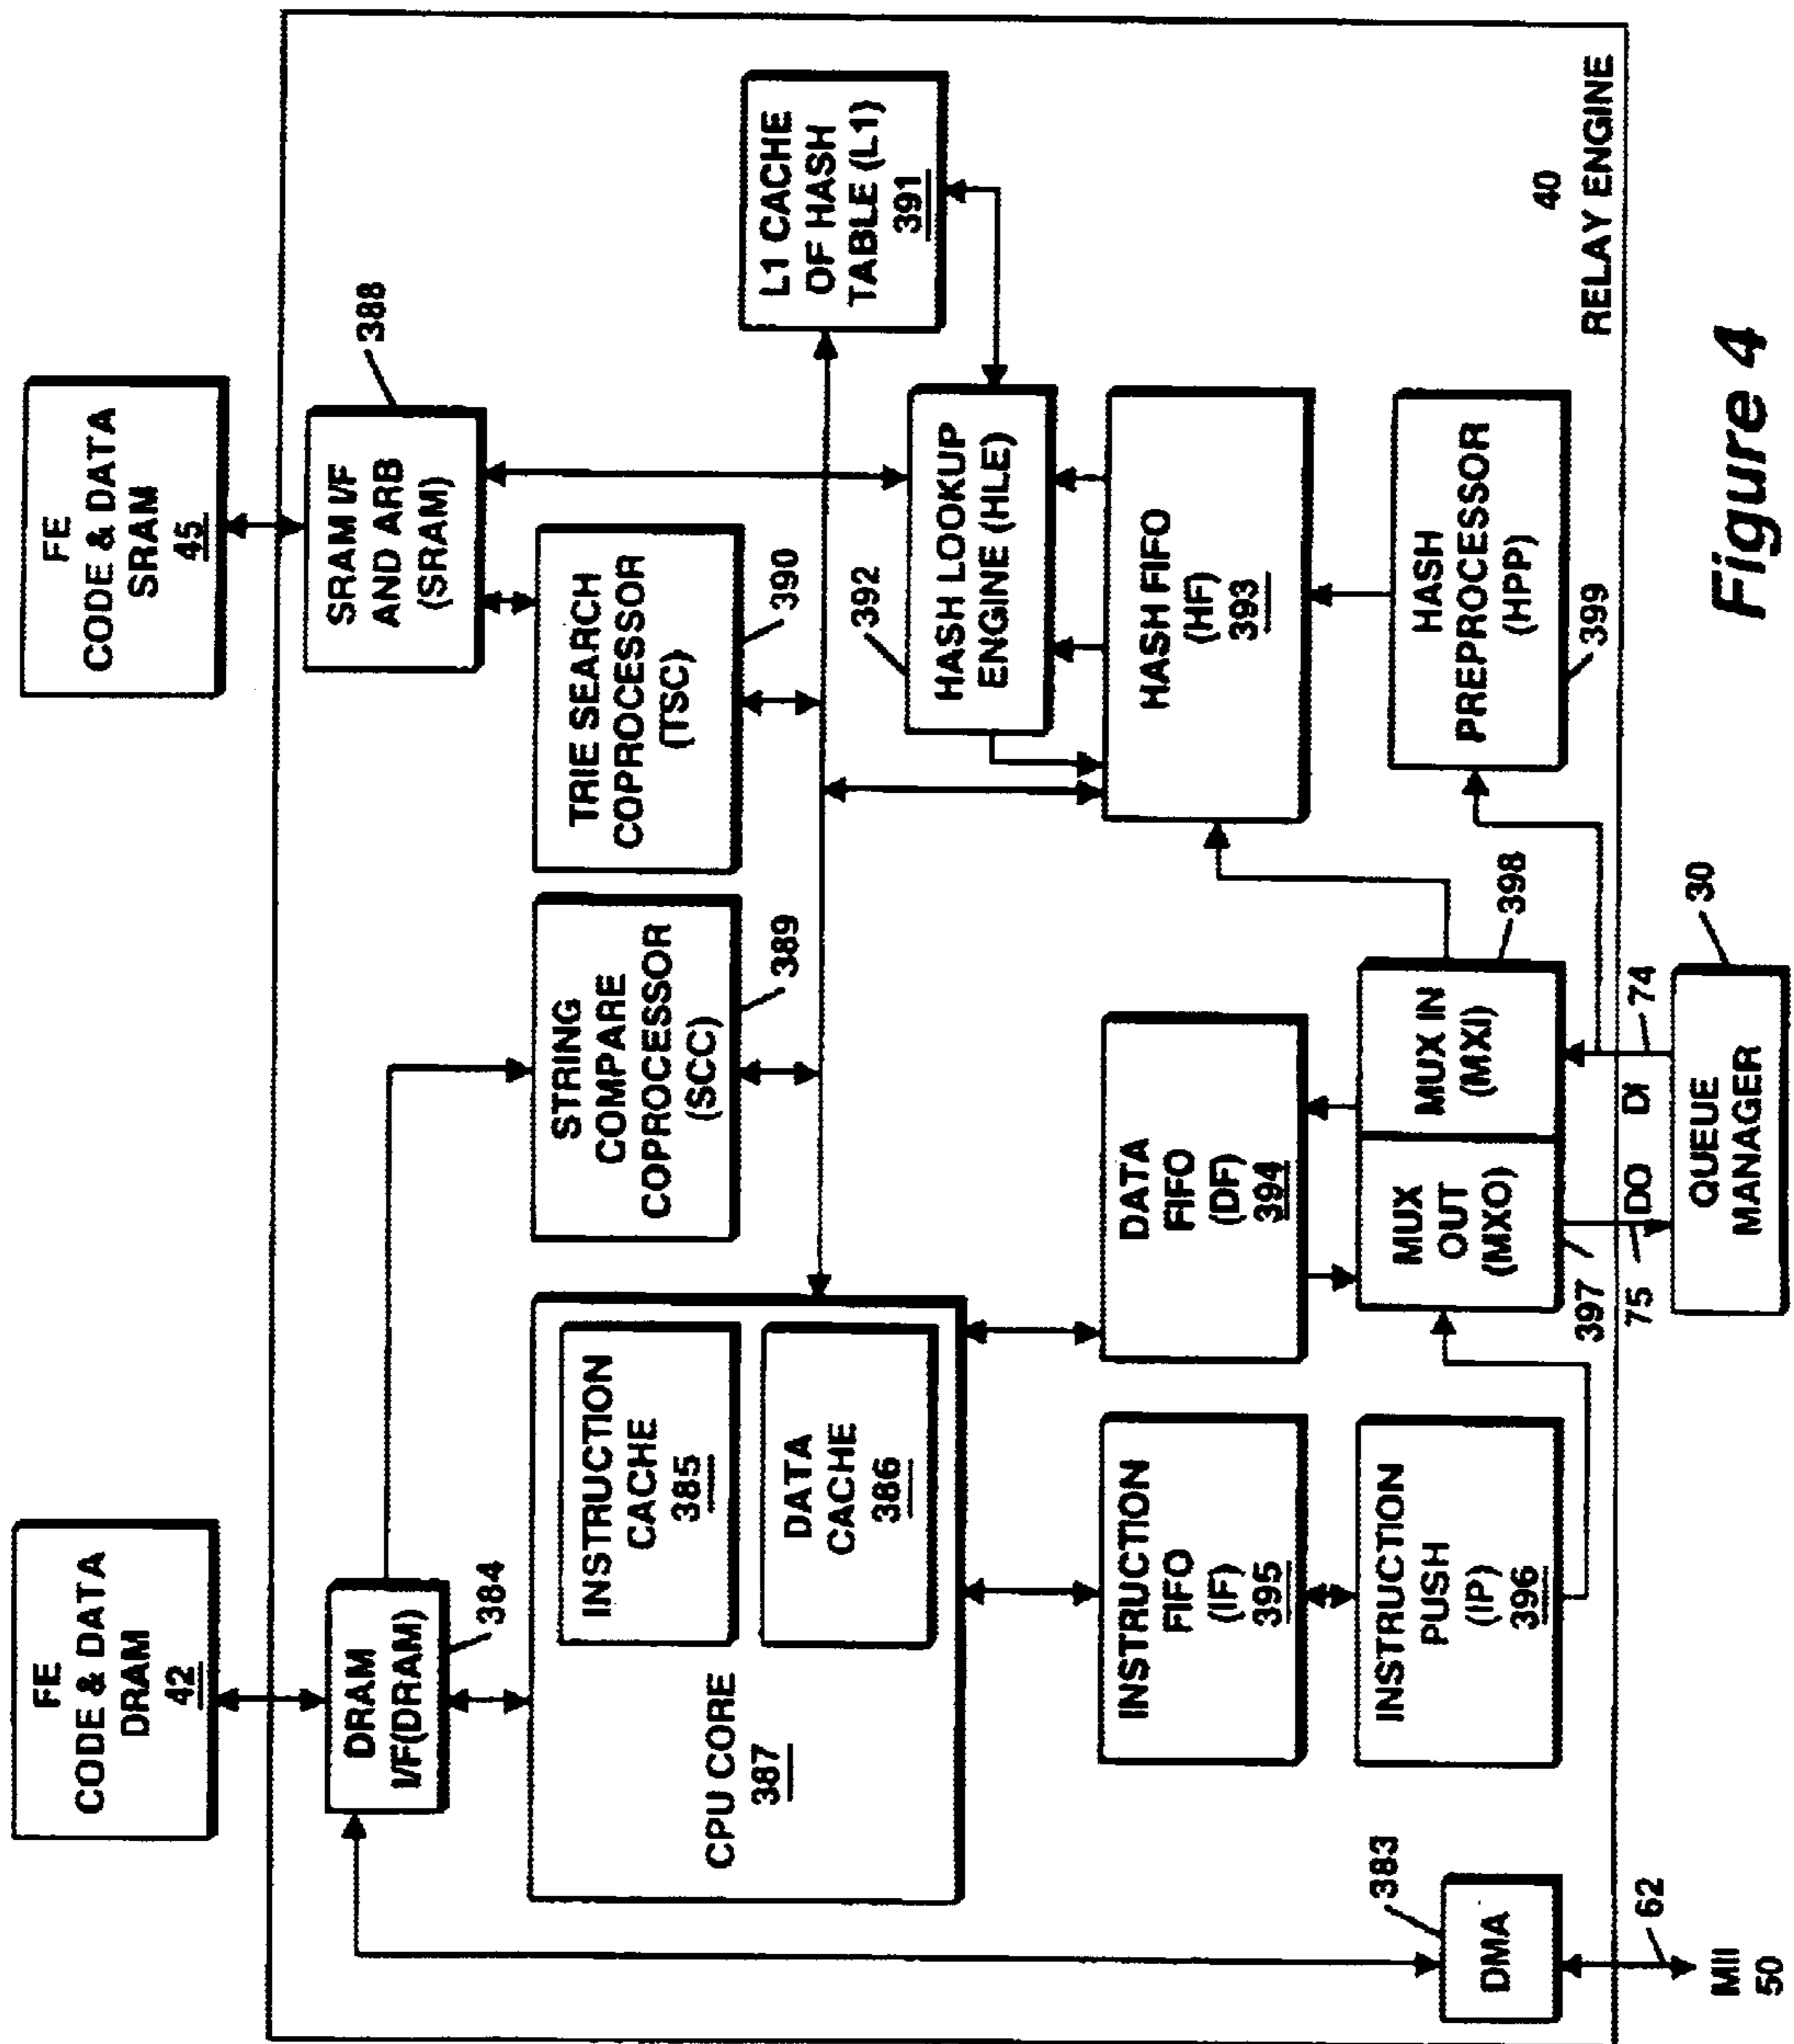 FE
CODE & DATA
DRAM
42
FE
CODE & DATA
SRAM
45
DRAM
I/F(DRAM)
384
SRAM I/F
AND ARB
(SRAM)
388
CPU CORE
387
INSTRUCTION
CACHE
385
DATA
CACHE
386
STRING
COMPARE
COPROCESSOR
(SCC)
389
TRIE SEARCH
COPROCESSOR
(TSC)
390
L1 CACHE
OF HASH
TABLE (L1)
391
392
HASH LOOKUP
ENGINE (HLE)
INSTRUCTION
FIFO
(IF)
395
DATA
FIFO
(DF)
394
HASH FIFO
(HF)
393
383
DMA
INSTRUCTION
PUSH
(IP)
396
MUX
OUT
(MXO)
397
MUX IN
(MXI)
398
HASH
PREPROCESSOR
(HPP)
399
40
RELAY ENGINE
62
MII
50
75
DO
DI
74
QUEUE
MANAGER
30
Figure 4